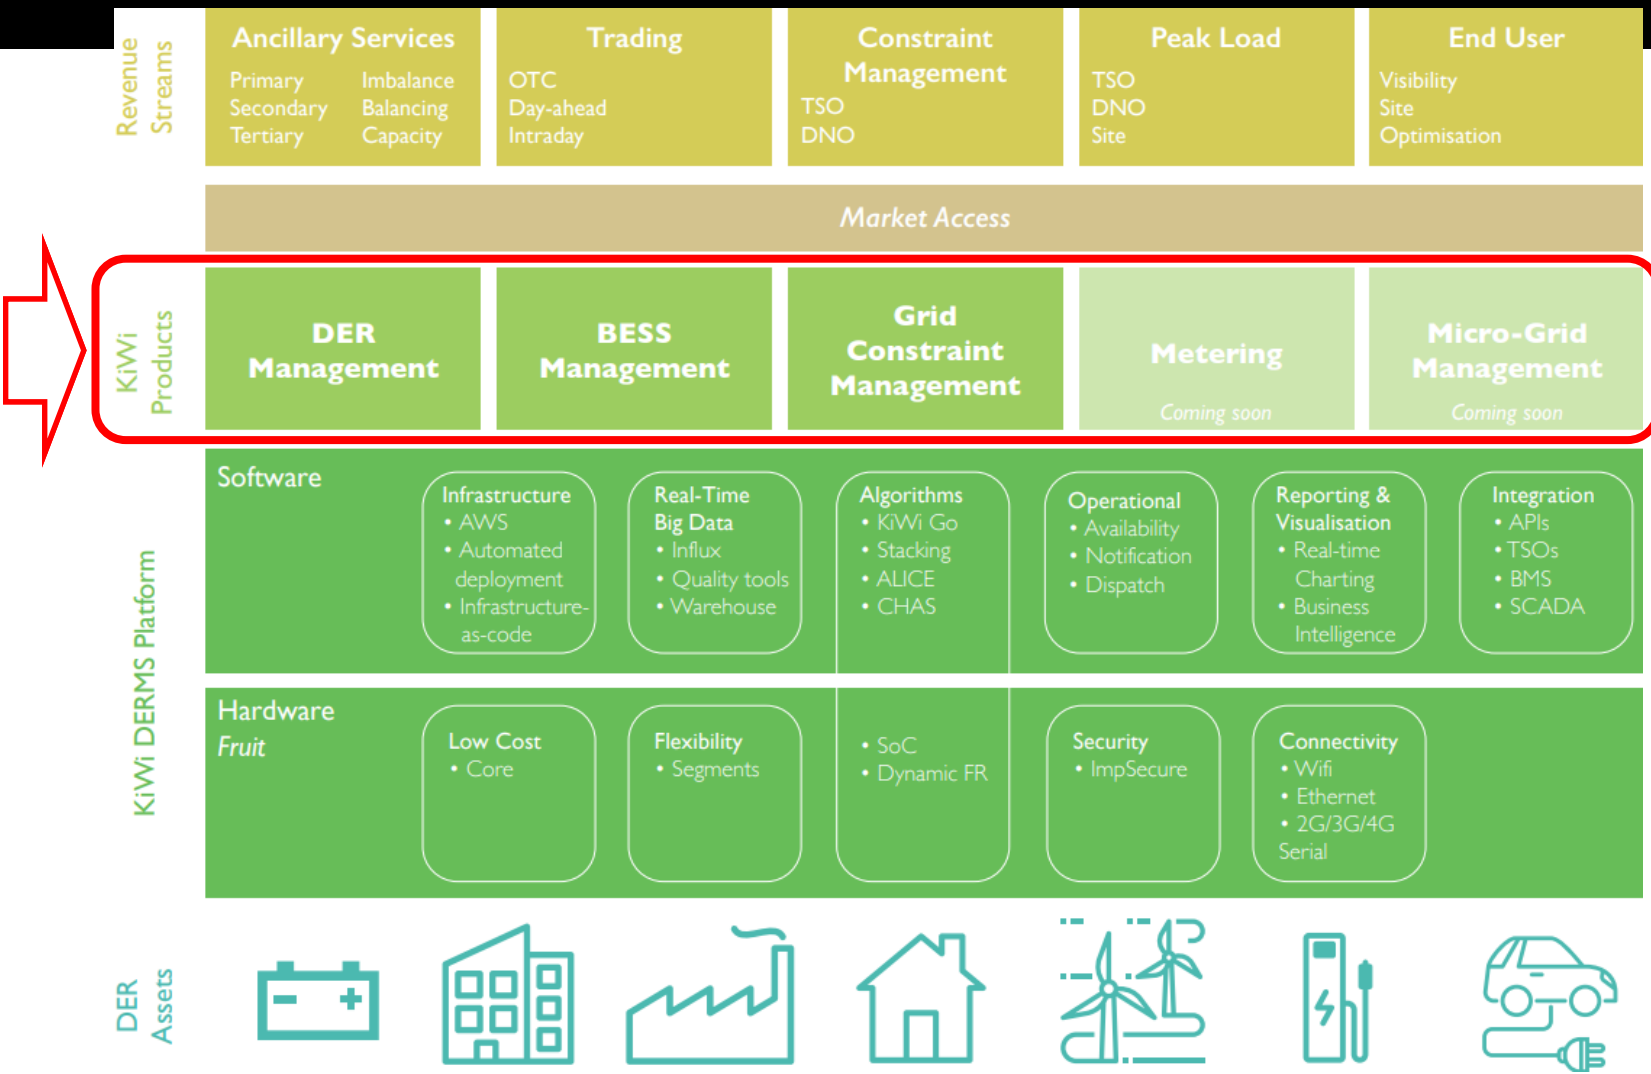 Revenue
Streams
Ancillary Services
Primary
Secondary
Tertiary
Imbalance
Balancing
Capacity
Trading
OTC
Day-ahead
Intraday
Constraint
Management
TSO
DNO
Peak Load
TSO
DNO
Site
End User
Visibility
Site
Optimisation
Market Access
KiWi
Products
DER
Management
BESS
Management
Grid
Constraint
Management
Metering
Coming soon
Micro-Grid
Management
Coming soon
KiWi DERMS Platform
Software
Infrastructure
• AWS
• Automated
deployment
• Infrastructure-
as-code
Real-Time
Big Data
• Influx
• Quality tools
• Warehouse
Algorithms
• KiWi Go
• Stacking
• ALICE
• CHAS
Operational
• Availability
• Notification
• Dispatch
Reporting &
Visualisation
• Real-time
Charting
• Business
Intelligence
Integration
• APIs
• TSOs
• BMS
• SCADA
Hardware
Fruit
Low Cost
• Core
Flexibility
• Segments
• SoC
• Dynamic FR
Security
• ImpSecure
Connectivity
• Wifi
• Ethernet
• 2G/3G/4G
Serial
DER
Assets